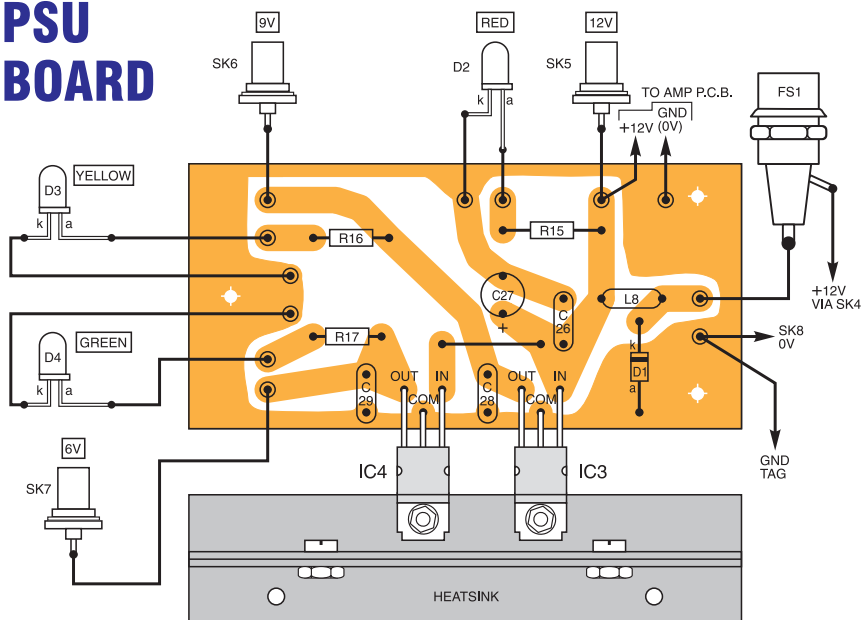 PSU
BOARD
9V
SK6
RED
D2
k a
12V
SK5
TO AMP P.C.B.
+12V
GND
(0V)
FS1
+12V
VIA SK4
D3
YELLOW
k a
R16
R15
C27
+
C
26
L8
k
D1
a
SK8
0V
GND
TAG
D4
GREEN
k a
R17
C
29
OUT
IN
COM
C
28
OUT
IN
COM
6V
SK7
IC4
IC3
HEATSINK